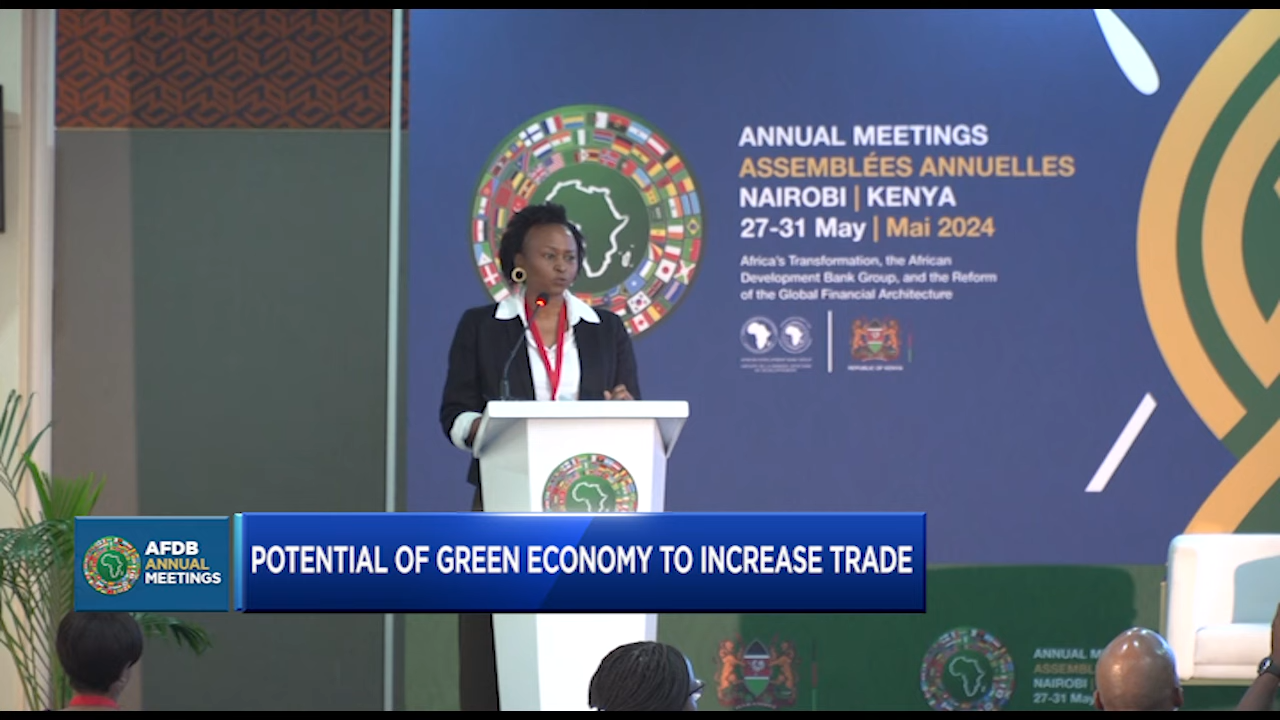 ANNUAL MEETINGS
ASSEMBLÉES ANNUELLES
NAIROBI | KENYA
27-31 May | Mai 2024
Africa's Transformation, the African
Development Bank Group, and the Reform
of the Global Financial Architecture
REPUBLIC OF KENYA
AFDB
ANNUAL
MEETINGS
POTENTIAL OF GREEN ECONOMY TO INCREASE TRADE
ANNUAL
NAIROBI
27-31 May